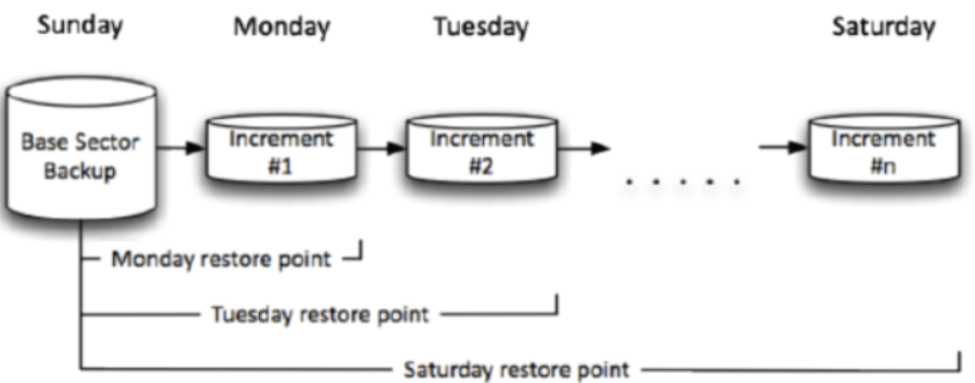 Sunday
Monday
Tuesday
Saturday
Base Sector
Backup
Increment
#1
Increment
#2
. . . . .
Increment
#n
Monday restore point
Tuesday restore point
Saturday restore point